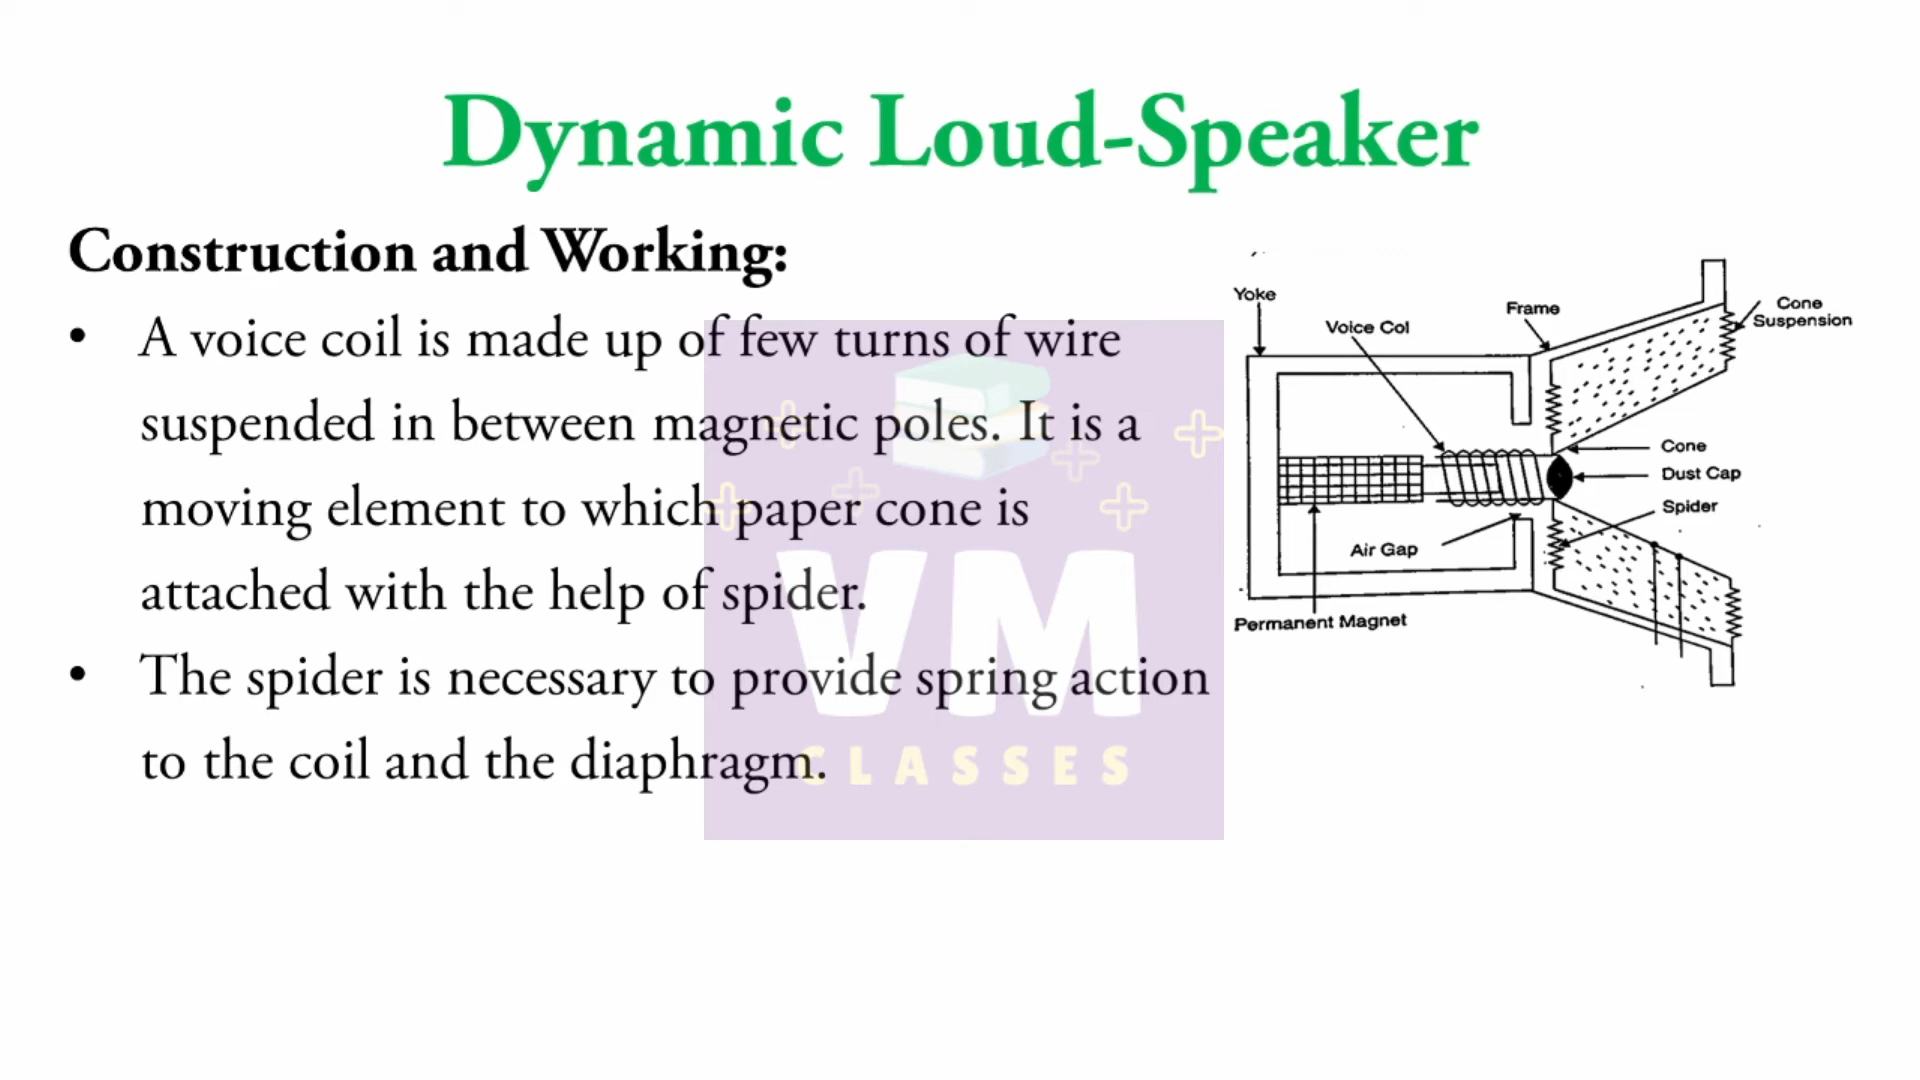 Dynamic Loud-Speaker
Construction and Working:
• A voice coil is made up of few turns of wire
suspended in between magnetic poles. It is a
moving element to which paper cone is
attached with the help of spider.
• The spider is necessary to provide spring action
to the coil and the diaphragm.
Yoke
Voice Col
Frame
Cone
Suspension
Cone
Dust Cap
Spider
Air Gap
Permanent Magnet
VM
CLASSES